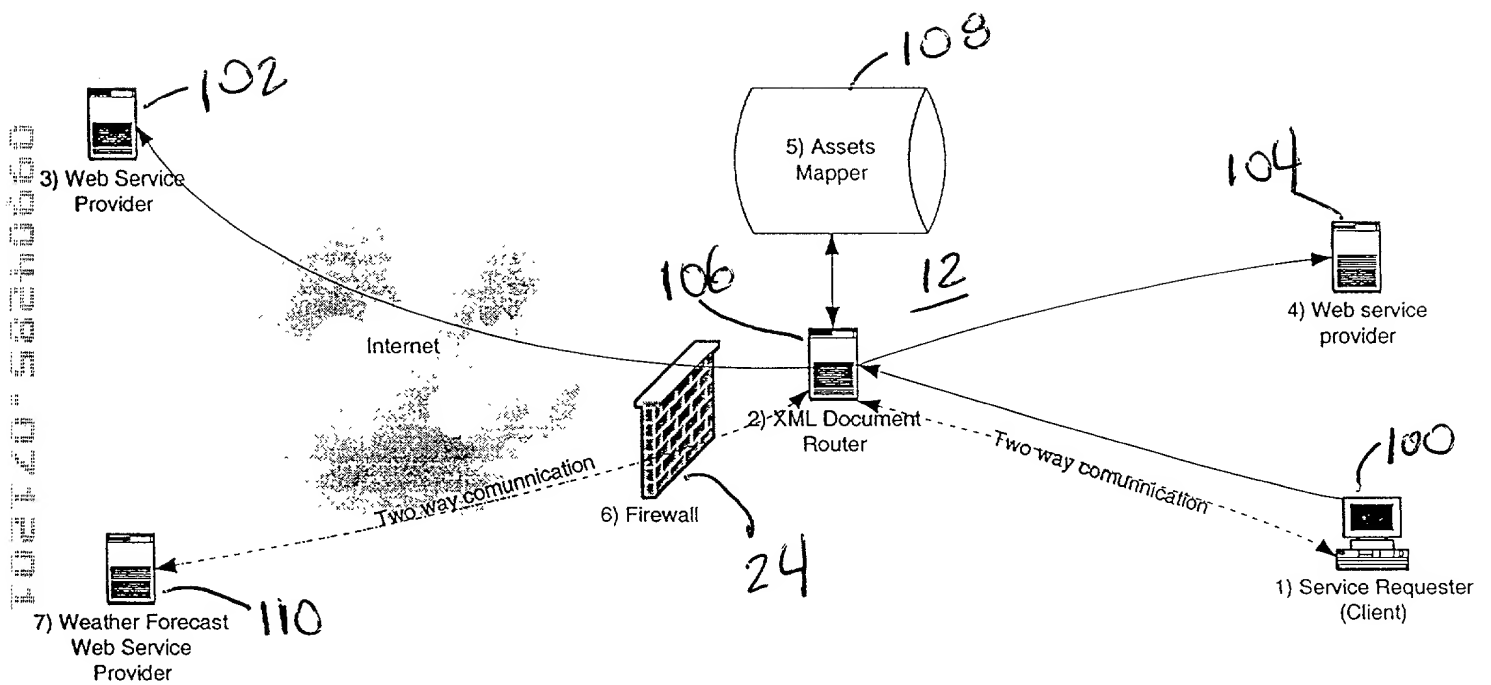 108
102
5) Assets
Mapper
3) Web Service
Provider
104
106
12
4) Web service
provider
Internet
2) XML Document
Router
Two way comunnication
100
Two way comunnication
6) Firewall
24
1) Service Requester
(Client)
7) Weather Forecast
Web Service
Provider
110